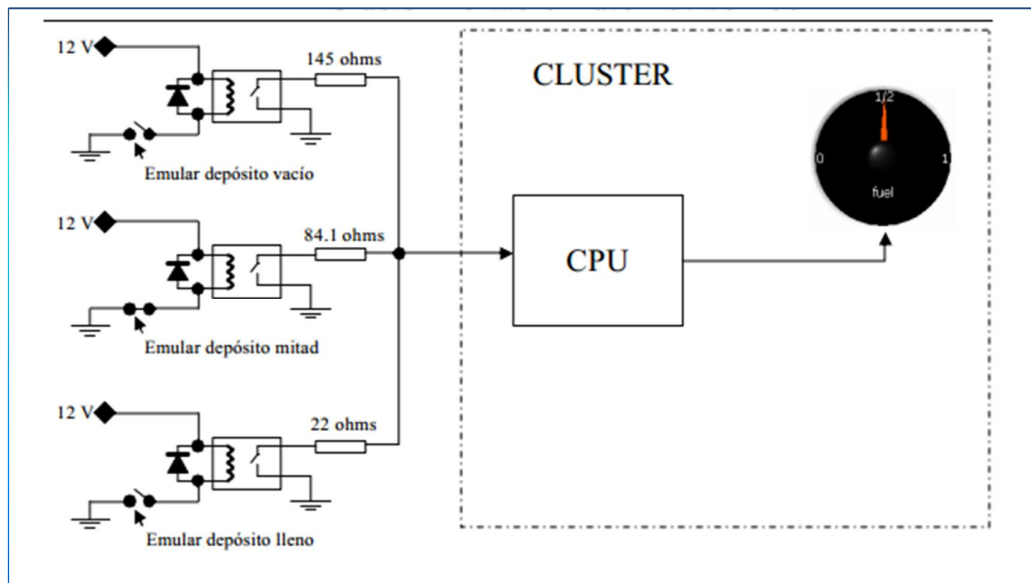 12 V
145 ohms
Emular depósito vacío
12 V
84.1 ohms
Emular depósito mitad
12 V
22 ohms
Emular depósito lleno
CLUSTER
CPU
1/2
0
1
fuel